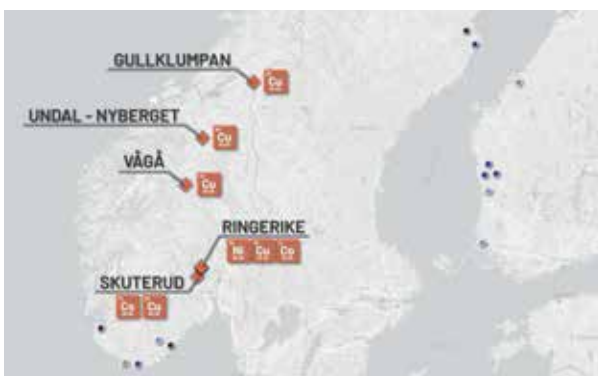 GULLKLUMPAN
Cu
UNDAL - NYBERGET
Cu
VÅGÅ
Cu
RINGERIKE
Ni Cu Co
SKUTERUD
Co Cu